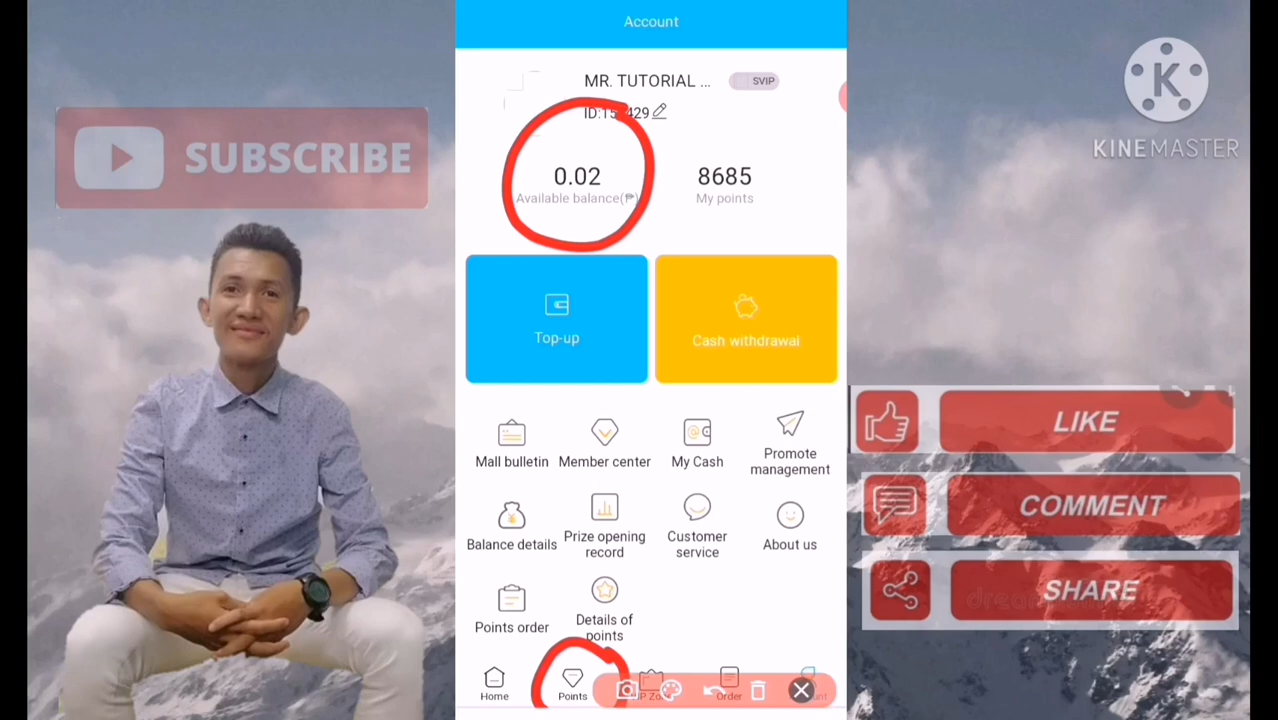 Account
MR. TUTORIAL ...
SVIP
0.02
8685
Available balance(₱)
My points
SUBSCRIBE
K
KINEMASTER
Top-up
Cash withdrawal
Mall bulletin
Member center
My Cash
Promote
management
Balance details
Prize opening
record
Customer
service
About us
Points order
Details of
points
Home
Points
Order
LIKE
COMMENT
SHARE